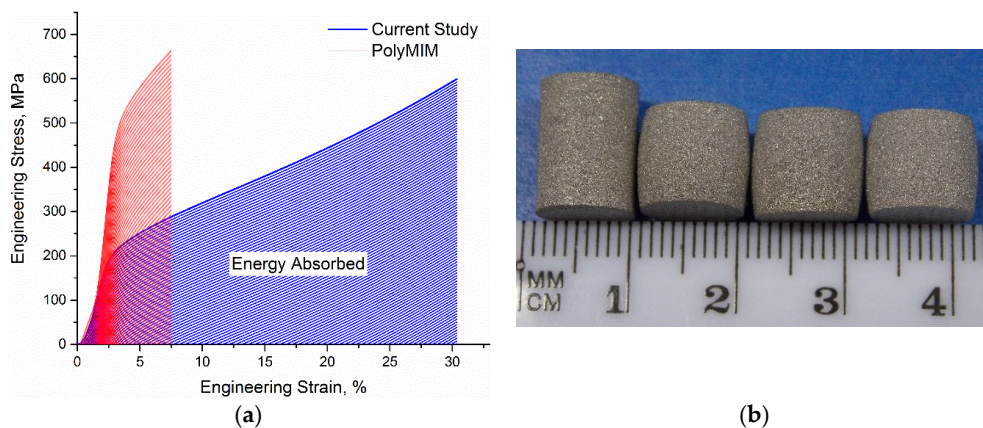 Current Study
PolyMIM
700
600
500
400
300
200
100
0
Engineering Stress, MPa
Energy Absorbed
0 5 10 15 20 25 30
Engineering Strain, %
(a)
MM
CM
1 2 3 4
(b)